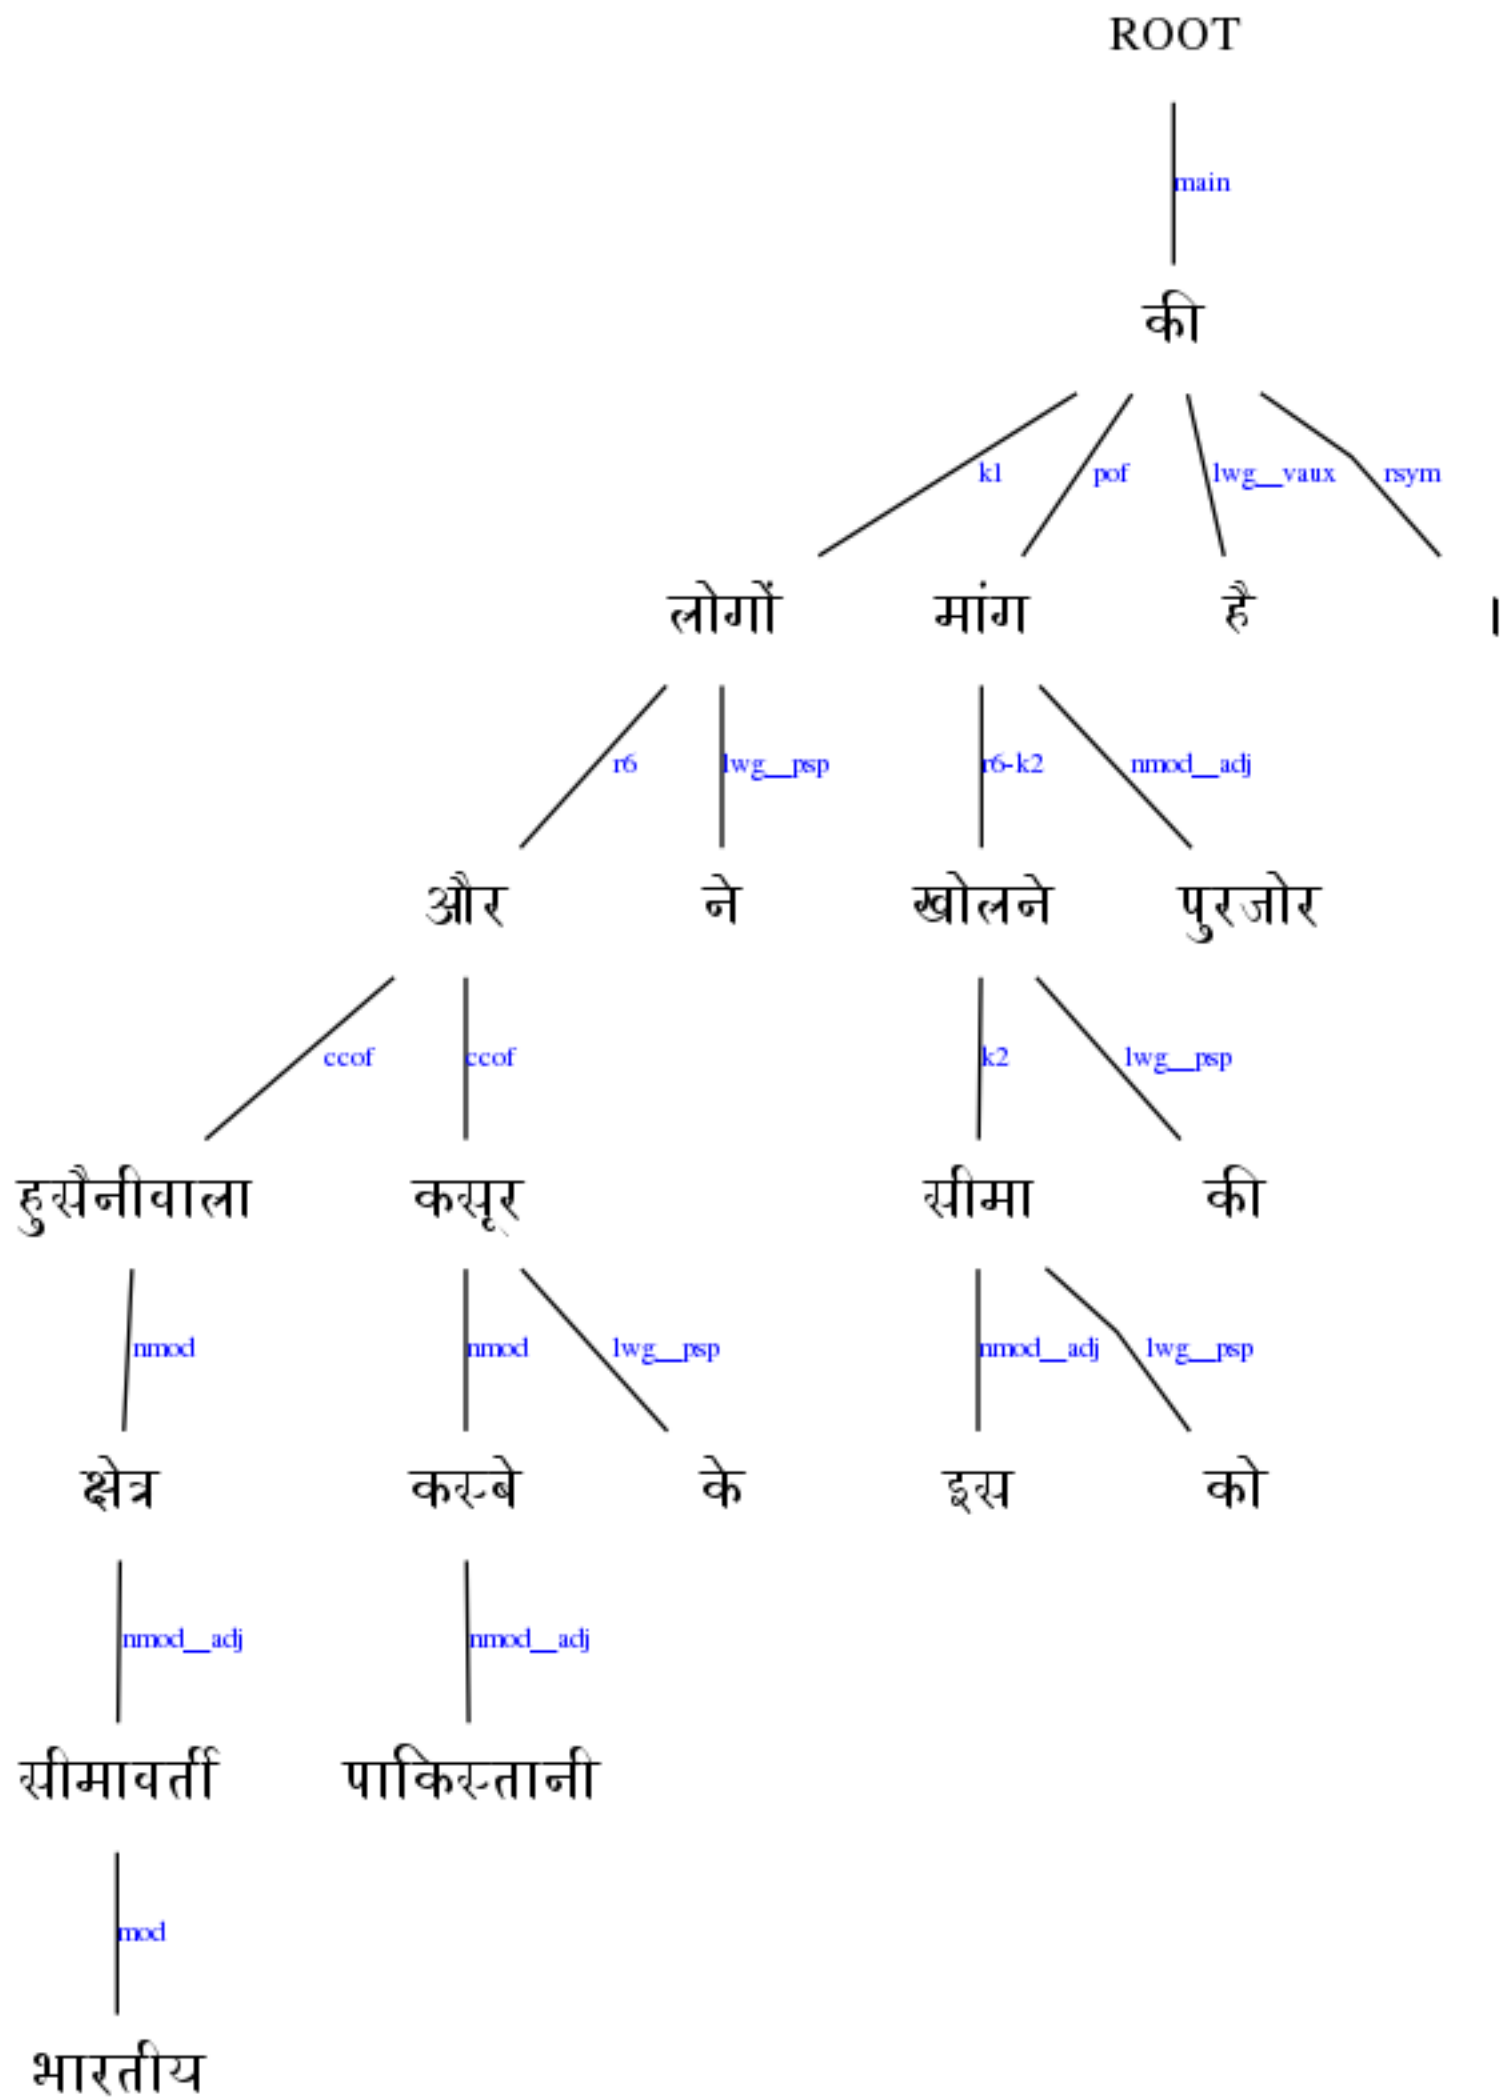 ROOT
main
की
k1 pof lwg__vaux rsym
लोगों मांग है ।
r6 lwg__psp r6-k2 nmod__adj
और ने खोलने पुरजोर
ccof ccof k2 lwg__psp
हुसैनीवाला कसूर सीमा की
nmod nmod lwg__psp nmod__adj lwg__psp
क्षेत्र कस्बे के इस को
nmod__adj nmod__adj
सीमावर्ती पाकिस्तानी
mod
भारतीय